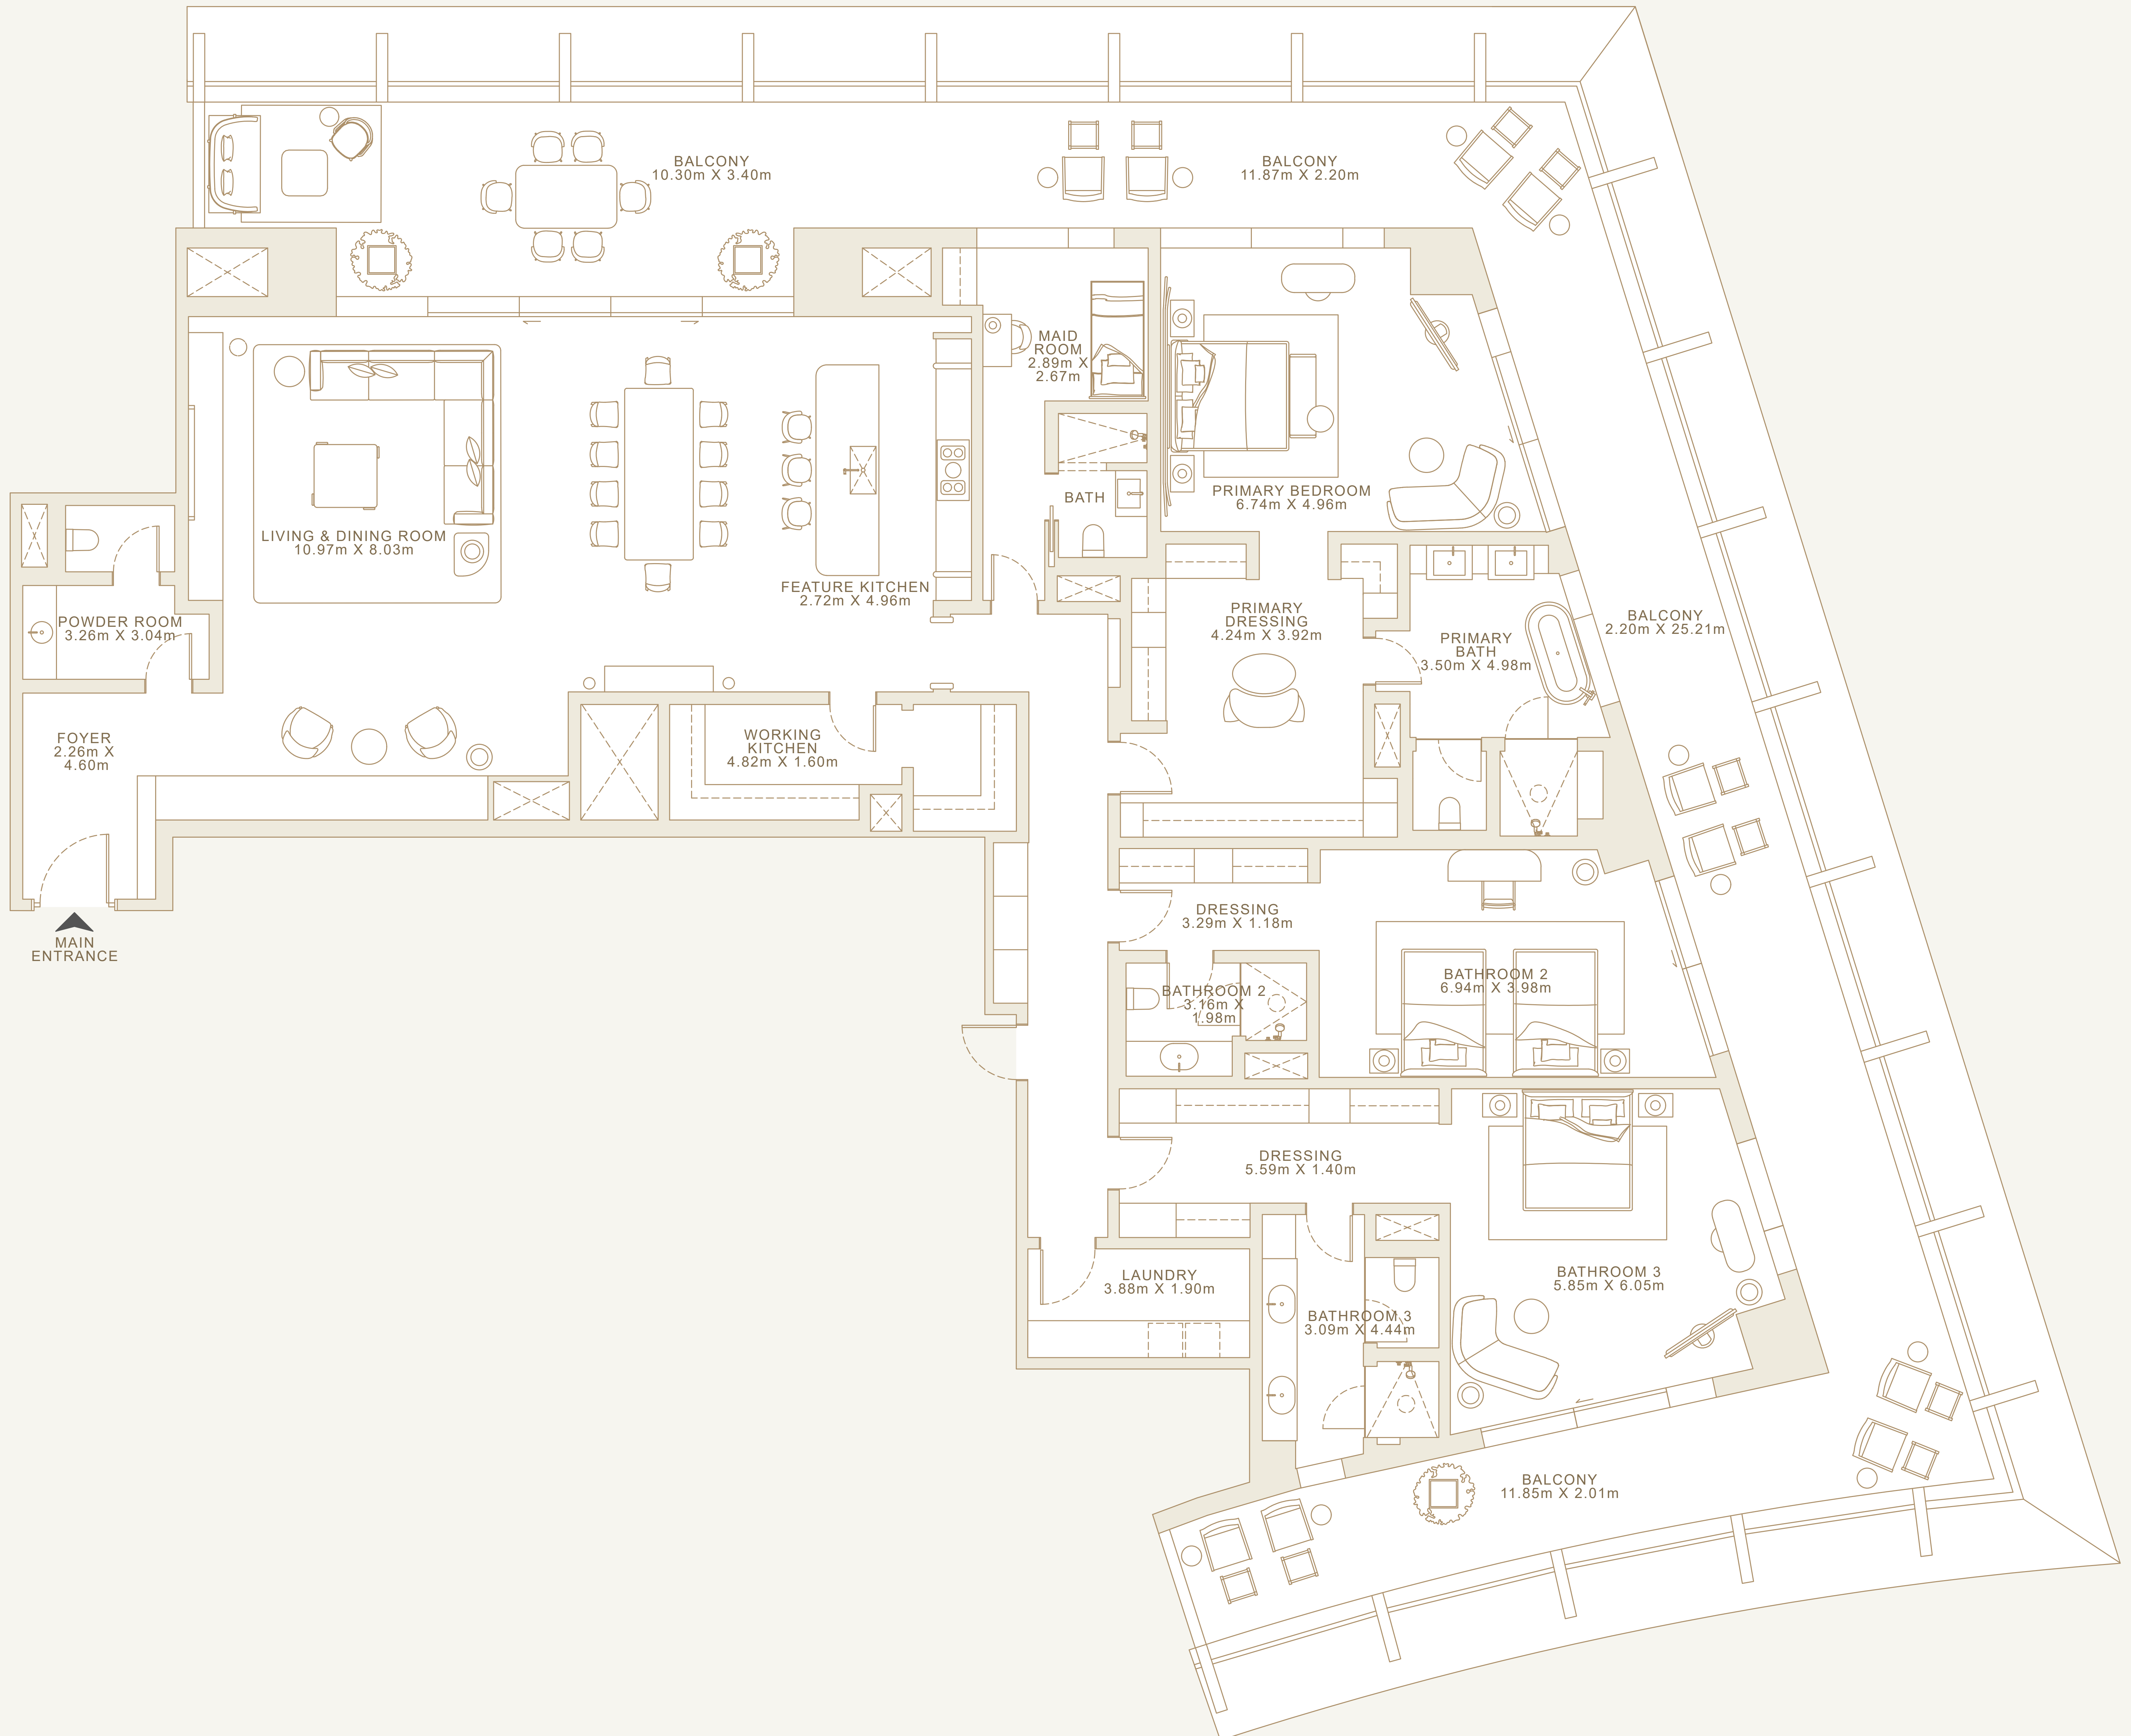 BALCONY
10.30m X 3.40m
BALCONY
11.87m X 2.20m
MAID
ROOM
2.89m X
2.67m
BATH
PRIMARY BEDROOM
6.74m X 4.96m
LIVING & DINING ROOM
10.97m X 8.03m
FEATURE KITCHEN
2.72m X 4.96m
POWDER ROOM
3.26m X 3.04m
PRIMARY
DRESSING
4.24m X 3.92m
PRIMARY
BATH
3.50m X 4.98m
BALCONY
2.20m X 25.21m
FOYER
2.26m X
4.60m
WORKING
KITCHEN
4.82m X 1.60m
MAIN
ENTRANCE
DRESSING
3.29m X 1.18m
BATHROOM 2
3.16m X
1.98m
BATHROOM 2
6.94m X 3.98m
DRESSING
5.59m X 1.40m
LAUNDRY
3.88m X 1.90m
BATHROOM 3
3.09m X 4.44m
BATHROOM 3
5.85m X 6.05m
BALCONY
11.85m X 2.01m